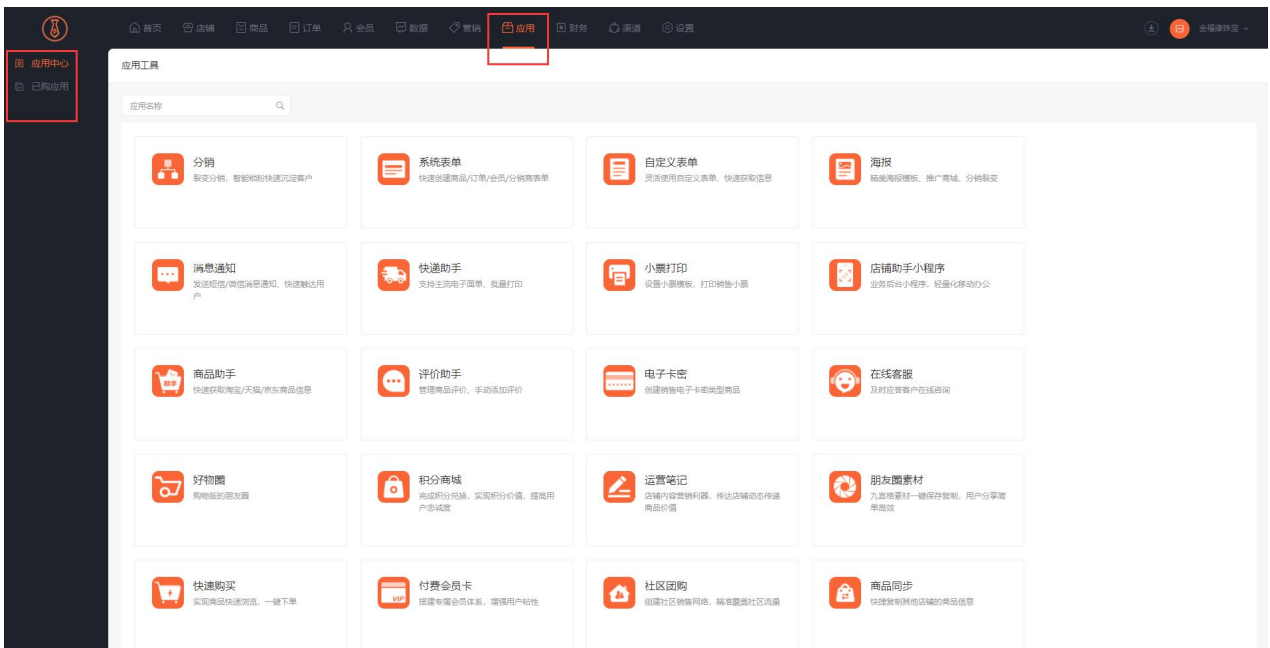 首页 店铺 商品 订单 会员 数据 营销 应用 财务 渠道 设置 金福缘珠宝
应用中心
已购应用
应用工具
应用名称
分销
裂变分销，智能锁粉快速沉淀客户
系统表单
快速创建商品/订单/会员/分销商表单
自定义表单
灵活使用自定义表单，快速获取信息
海报
精美海报模板，推广商城，分销裂变
消息通知
发送短信/微信消息通知，快速触达用
户
快递助手
支持主流电子面单，批量打印
小票打印
设置小票模板，打印销售小票
店铺助手小程序
业务后台小程序，轻量化移动办公
商品助手
快速获取淘宝/天猫/京东商品信息
评价助手
管理商品评价，手动添加评价
电子卡密
创建销售电子卡密类型商品
在线客服
及时应答客户在线咨询
好物圈
购物版的朋友圈
积分商城
完成积分兑换，实现积分价值，提高用
户忠诚度
运营笔记
店铺内容营销利器，传达店铺动态传递
商品价值
朋友圈素材
九宫格素材一键保存复制，用户分享简
单高效
快速购买
实现商品快速浏览，一键下单
付费会员卡
搭建专属会员体系，增强用户粘性
社区团购
组建社区销售网络，精准覆盖社区流量
商品同步
快捷复制其他店铺的商品信息
助手
VIP